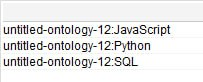 untitled-ontology-12:JavaScript
untitled-ontology-12:Python
untitled-ontology-12:SQL